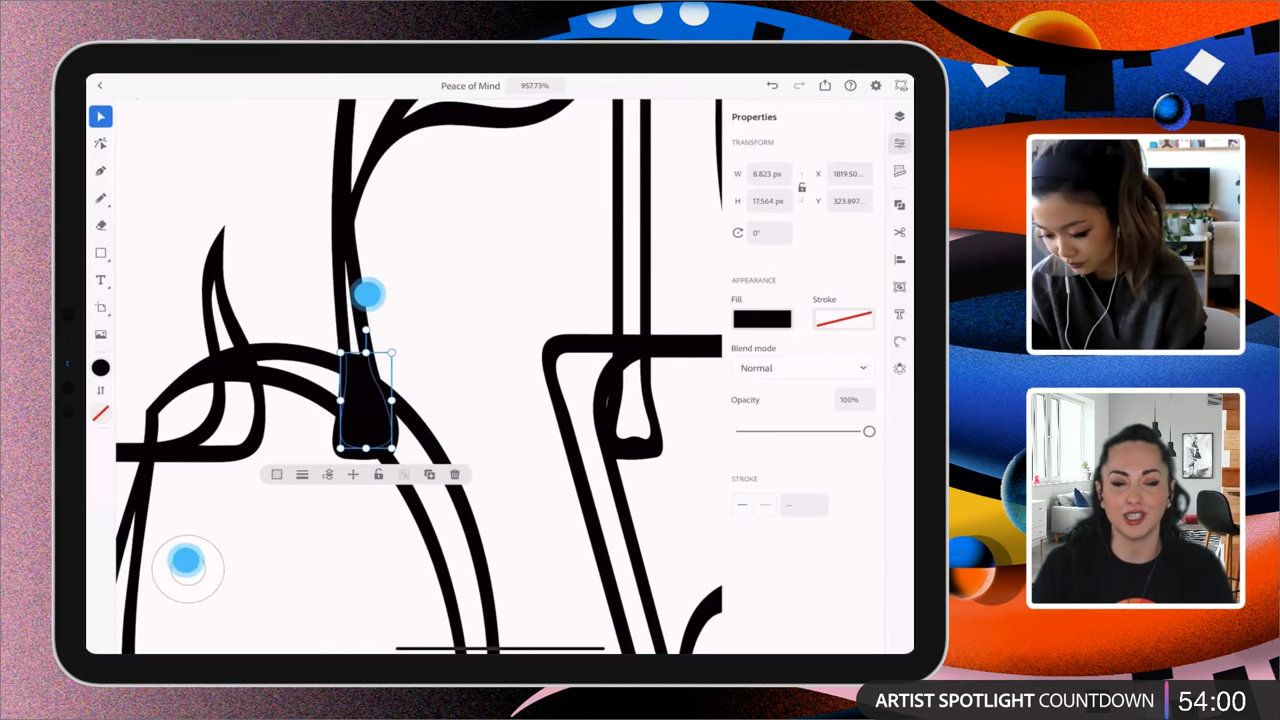 Peace of Mind
957.73%
Properties
TRANSFORM
W 8.823 px X 1819.50...
H 17.564 px Y 323.897...
0°
APPEARANCE
Fill Stroke
Blend mode
Normal
Opacity 100%
STROKE
--
T
ARTIST SPOTLIGHT COUNTDOWN 54:00